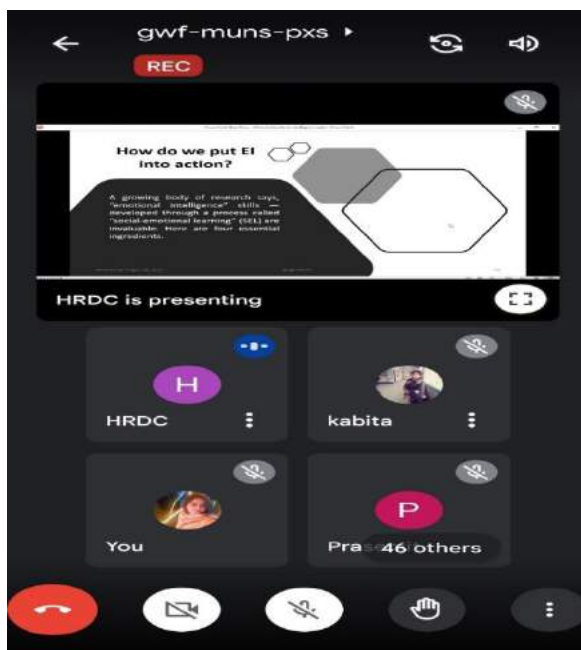 gwf-muns-pxs
REC
How do we put EI
into action?
A growing body of research says,
"emotional intelligence" skills —
developed through a process called
"social-emotional learning" (SEL) are
invaluable. Here are four essential
ingredients.
HRDC is presenting
H
HRDC
kabita
You
P
Pra
46 others